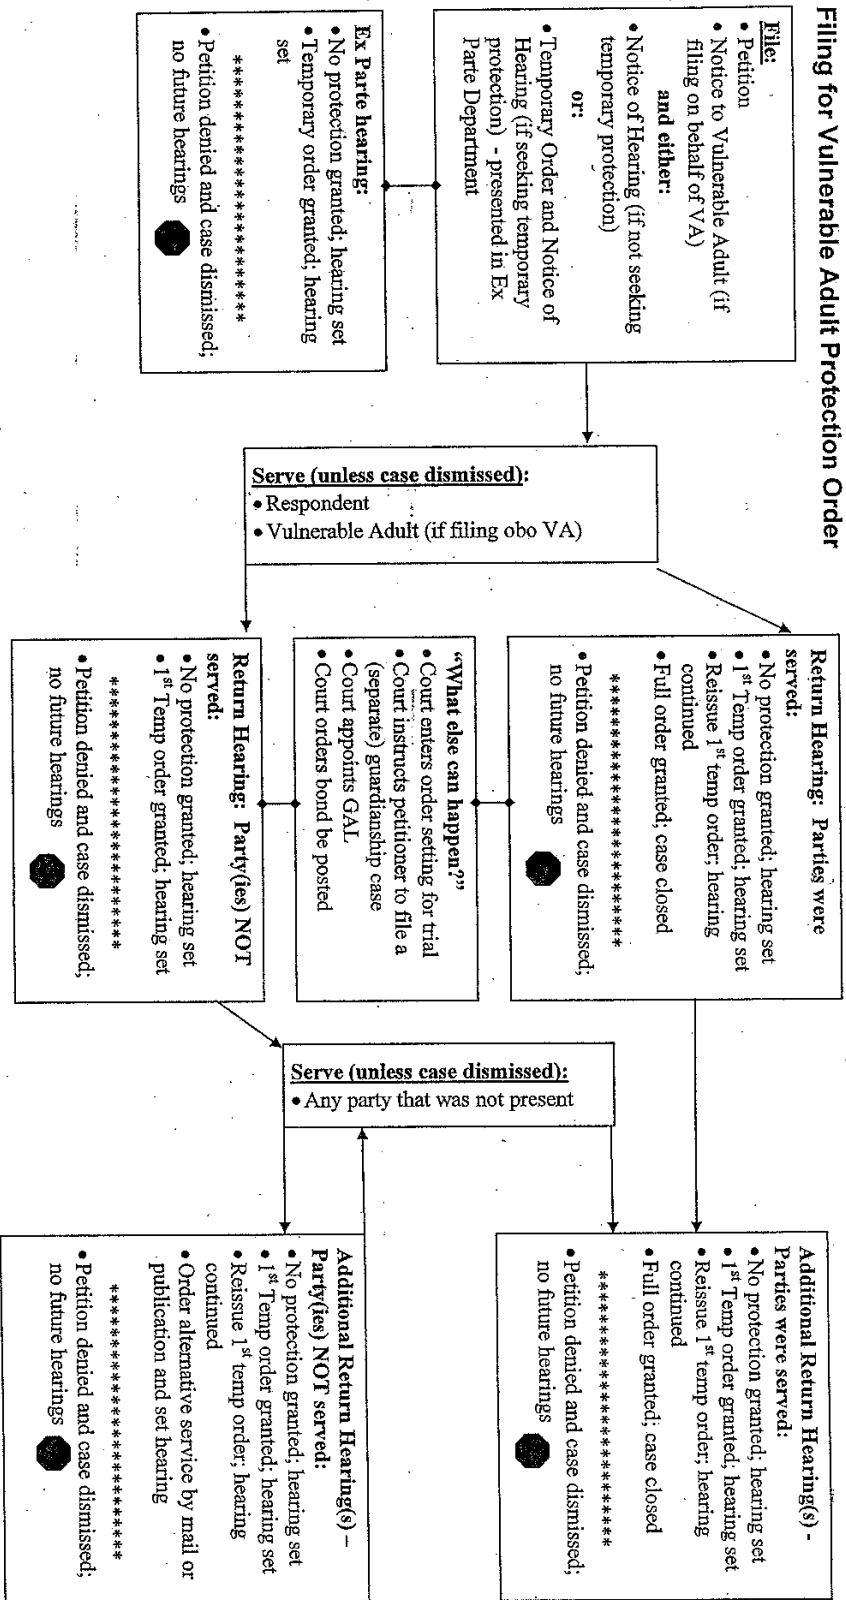 Filing for Vulnerable Adult Protection Order
File:
• Petition
• Notice to Vulnerable Adult (if
filing on behalf of VA)
and either:
• Notice of Hearing (if not seeking
temporary protection)
or:
• Temporary Order and Notice of
Hearing (if seeking temporary
protection) - presented in Ex
Parte Department
Ex Parte hearing:
• No protection granted; hearing set
• Temporary order granted; hearing
set
*************************
• Petition denied and case dismissed;
no future hearings
Serve (unless case dismissed):
• Respondent
• Vulnerable Adult (if filing obo VA)
Return Hearing: Parties were
served:
• No protection granted; hearing set
• 1st Temp order granted; hearing set
• Reissue 1st temp order; hearing
continued
• Full order granted; case closed
*************************
• Petition denied and case dismissed;
no future hearings
"What else can happen?"
• Court enters order setting for trial
• Court instructs petitioner to file a
(separate) guardianship case
• Court appoints GAL
• Court orders bond be posted
Return Hearing: Party(ies) NOT
served:
• No protection granted; hearing set
• 1st Temp order granted; hearing set
*************************
• Petition denied and case dismissed;
no future hearings
Serve (unless case dismissed):
• Any party that was not present
Additional Return Hearing(s) -
Parties were served:
• No protection granted; hearing set
• 1st Temp order granted; hearing set
• Reissue 1st temp order; hearing
continued
• Full order granted; case closed
*************************
• Petition denied and case dismissed;
no future hearings
Additional Return Hearing(s) –
Party(ies) NOT served:
• No protection granted; hearing set
• 1st Temp order granted; hearing set
• Reissue 1st temp order; hearing
continued
• Order alternative service by mail or
publication and set hearing
*************************
• Petition denied and case dismissed;
no future hearings